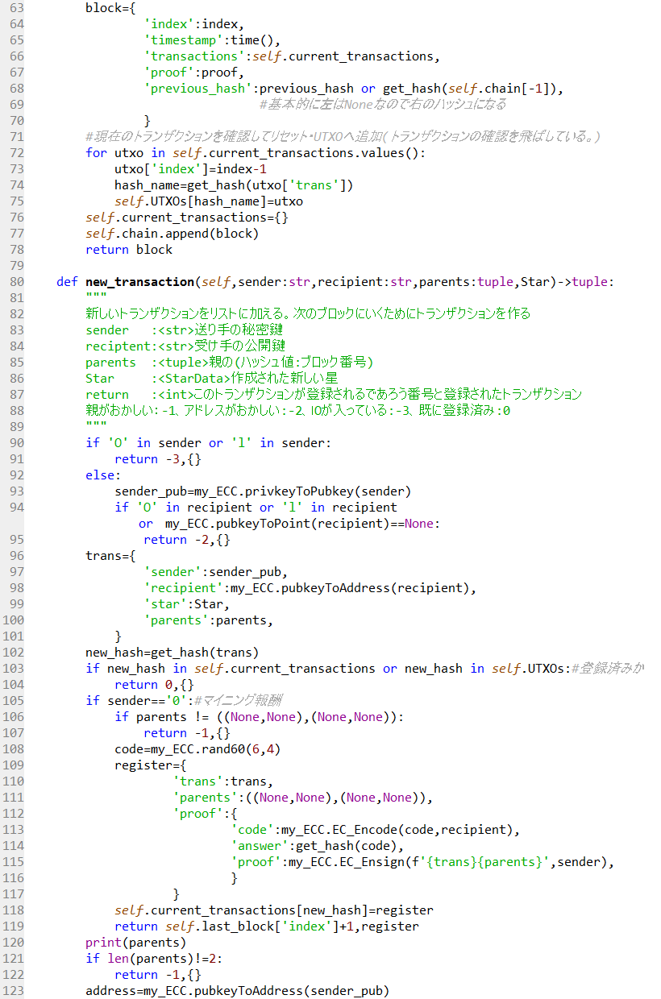 63 block={
64 'index':index,
65 'timestamp':time(),
66 'transactions':self.current_transactions,
67 'proof':proof,
68 'previous_hash':previous_hash or get_hash(self.chain[-1]),
69 #基本的に左はNoneなので右のハッシュになる
70 }
71 #現在のトランザクションを確認してリセット・UTXOへ追加(トランザクションの確認を飛ばしている。)
72 for utxo in self.current_transactions.values():
73 utxo['index']=index-1
74 hash_name=get_hash(utxo['trans'])
75 self.UTXOs[hash_name]=utxo
76 self.current_transactions={}
77 self.chain.append(block)
78 return block
79
80 def new_transaction(self,sender:str,recipient:str,parents:tuple,Star)->tuple:
81 """
82 新しいトランザクションをリストに加える。次のブロックにいくためにトランザクションを作る
83 sender :<str>送り手の秘密鍵
84 reciptent:<str>受け手の公開鍵
85 parents :<tuple>親の(ハッシュ値:ブロック番号)
86 Star :<StarData>作成された新しい星
87 return :<int>このトランザクションが登録されるであろう番号と登録されたトランザクション
88 親がおかしい:-1、アドレスがおかしい:-2、lOが入っている:-3、既に登録済み:0
89 """
90 if 'O' in sender or 'l' in sender:
91 return -3,{}
92 else:
93 sender_pub=my_ECC.privkeyToPubkey(sender)
94 if 'O' in recipient or 'l' in recipient
or my_ECC.pubkeyToPoint(recipient)==None:
95 return -2,{}
96 trans={
97 'sender':sender_pub,
98 'recipient':my_ECC.pubkeyToAddress(recipient),
99 'star':Star,
100 'parents':parents,
101 }
102 new_hash=get_hash(trans)
103 if new_hash in self.current_transactions or new_hash in self.UTXOs:#登録済みか
104 return 0,{}
105 if sender=='0':#マイニング報酬
106 if parents != ((None,None),(None,None)):
107 return -1,{}
108 code=my_ECC.rand60(6,4)
109 register={
110 'trans':trans,
111 'parents':((None,None),(None,None)),
112 'proof':{
113 'code':my_ECC.EC_Encode(code,recipient),
114 'answer':get_hash(code),
115 'proof':my_ECC.EC_Ensign(f'{trans}{parents}',sender),
116 }
117 }
118 self.current_transactions[new_hash]=register
119 return self.last_block['index']+1,register
120 print(parents)
121 if len(parents)!=2:
122 return -1,{}
123 address=my_ECC.pubkeyToAddress(sender_pub)